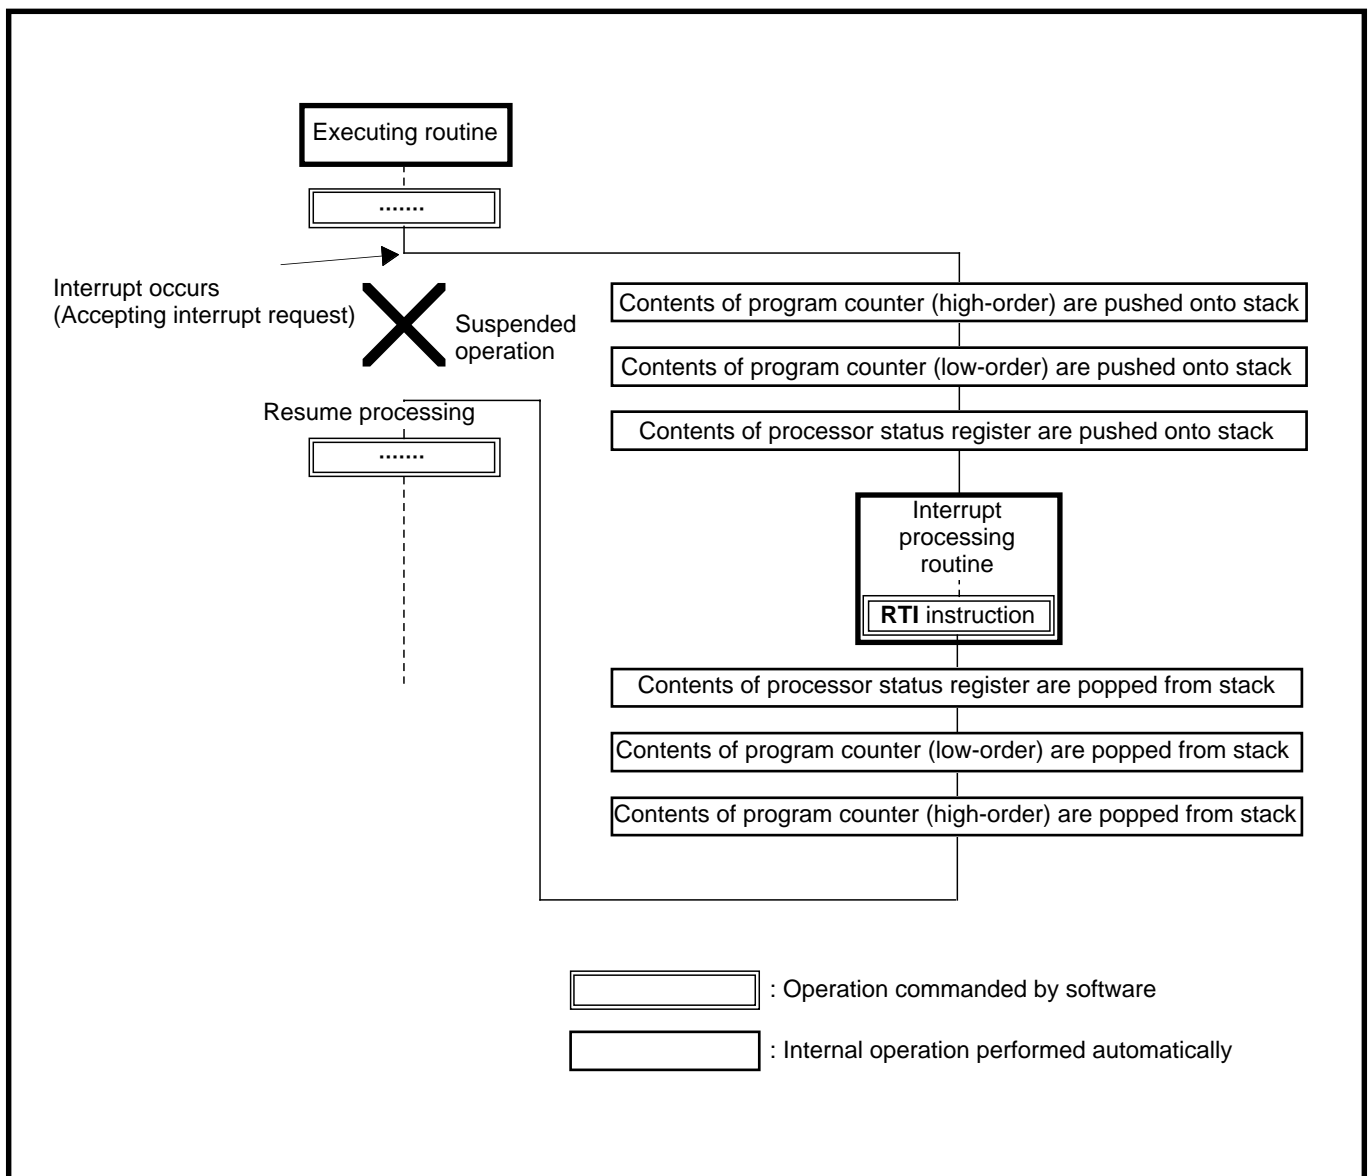 Executing routine
.......
Interrupt occurs
(Accepting interrupt request)
Suspended
operation
Resume processing
.......
Contents of program counter (high-order) are pushed onto stack
Contents of program counter (low-order) are pushed onto stack
Contents of processor status register are pushed onto stack
Interrupt
processing
routine
RTI instruction
Contents of processor status register are popped from stack
Contents of program counter (low-order) are popped from stack
Contents of program counter (high-order) are popped from stack
: Operation commanded by software
: Internal operation performed automatically